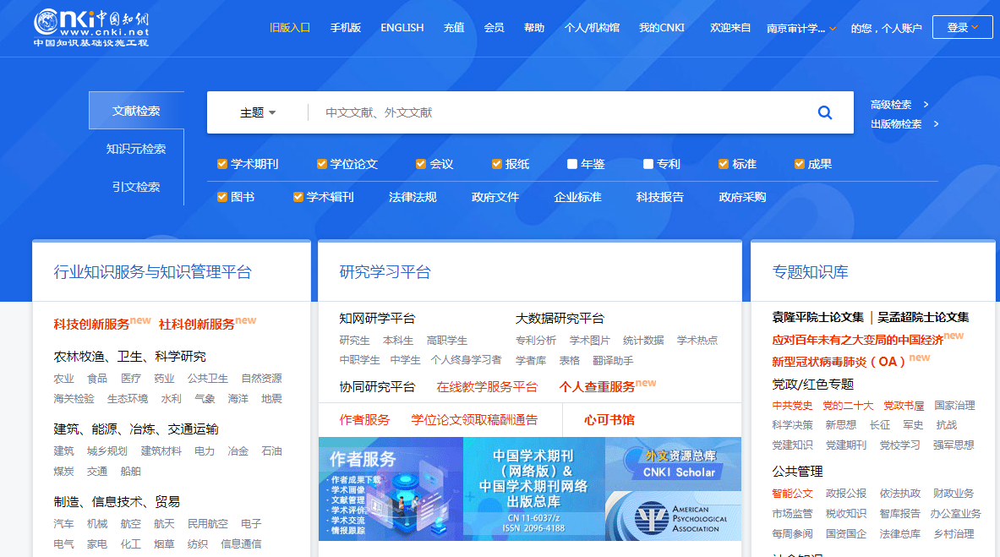 Cnki中国知网
www.cnki.net
中国知识基础设施工程
旧版入口 手机版 ENGLISH 充值 会员 帮助 个人/机构馆 我的CNKI 欢迎来自 南京审计学... 的您，个人账户 登录
文献检索
知识元检索
引文检索
主题 中文文献、外文文献
高级检索 >
出版物检索 >
学术期刊 学位论文 会议 报纸 年鉴 专利 标准 成果
图书 学术辑刊 法律法规 政府文件 企业标准 科技报告 政府采购
行业知识服务与知识管理平台
科技创新服务new 社科创新服务new
农林牧渔、卫生、科学研究
农业 食品 医疗 药业 公共卫生 自然资源
海关检验 生态环境 水利 气象 海洋 地震
建筑、能源、冶炼、交通运输
建筑 城乡规划 建筑材料 电力 冶金 石油
煤炭 交通 船舶
制造、信息技术、贸易
汽车 机械 航空 航天 民用航空 电子
电气 家电 化工 烟草 纺织 信息通信
研究学习平台
知网研学平台
研究生 本科生 高职学生
中职学生 中学生 个人终身学习者
大数据研究平台
专利分析 学术图片 统计数据 学术热点
学者库 表格 翻译助手
协同研究平台 在线教学服务平台 个人查重服务new
作者服务 学位论文领取稿酬通告 心可书馆
作者服务
·作者成果下载
·学术画像
·文献管理
·学术评价
·学术交流
·情报跟踪
中国学术期刊
（网络版）&
中国学术期刊网络
出版总库
CN 11-6037/z
ISSN 2096-4188
外文资源总库
CNKI Scholar
AMERICAN
PSYCHOLOGICAL
ASSOCIATION
专题知识库
袁隆平院士论文集 | 吴孟超院士论文集
应对百年未有之大变局的中国经济new
新型冠状病毒肺炎（OA）new
党政/红色专题
中共党史 党的二十大 党政书屋 国家治理
科学决策 新思想 长征 军史 抗战
党建知识 党建期刊 党校学习 强军思想
公共管理
智能公文 政报公报 依法执政 财政业务
市场监管 税收知识 智库报告 办公室业务
每周参阅 国资国企 法律总库 乡村治理